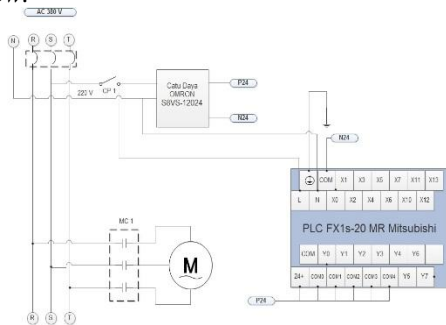 AC 380 V
N R S T
CP 1
220 V
Catu Daya
OMRON
S8VS-12024
P24
N24
N24
COM X1 X3 X5 X7 X11 X13
L N X0 X2 X4 X6 X10 X12
PLC FX1s-20 MR Mitsubishi
COM Y0 Y1 Y2 Y3 Y4 Y6
24+ COM0 COM1 COM2 COM3 COM4 Y5 Y7
P24
MC 1
M
R S T